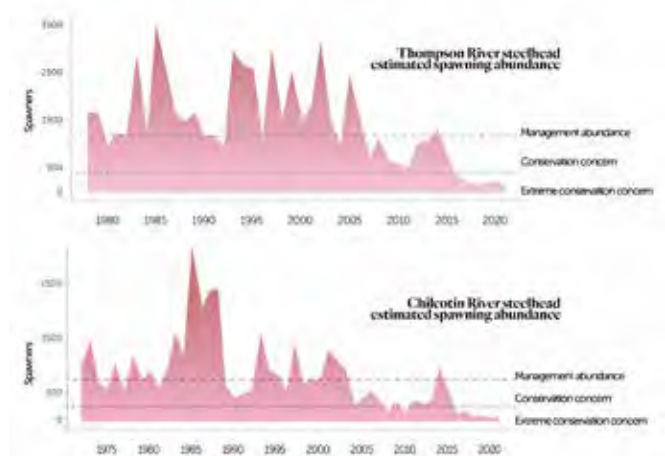 3500
Thompson River steelhead
estimated spawning abundance
2500
Spawners
1500
Management abundance
Conservation concern
500
Extreme conservation concern
0
1980 1985 1990 1995 2000 2005 2010 2015 2020
Chilcotin River steelhead
estimated spawning abundance
Spawners
1500
Management abundance
500
Conservation concern
0
Extreme conservation concern
1975 1980 1985 1990 1995 2000 2005 2010 2015 2020